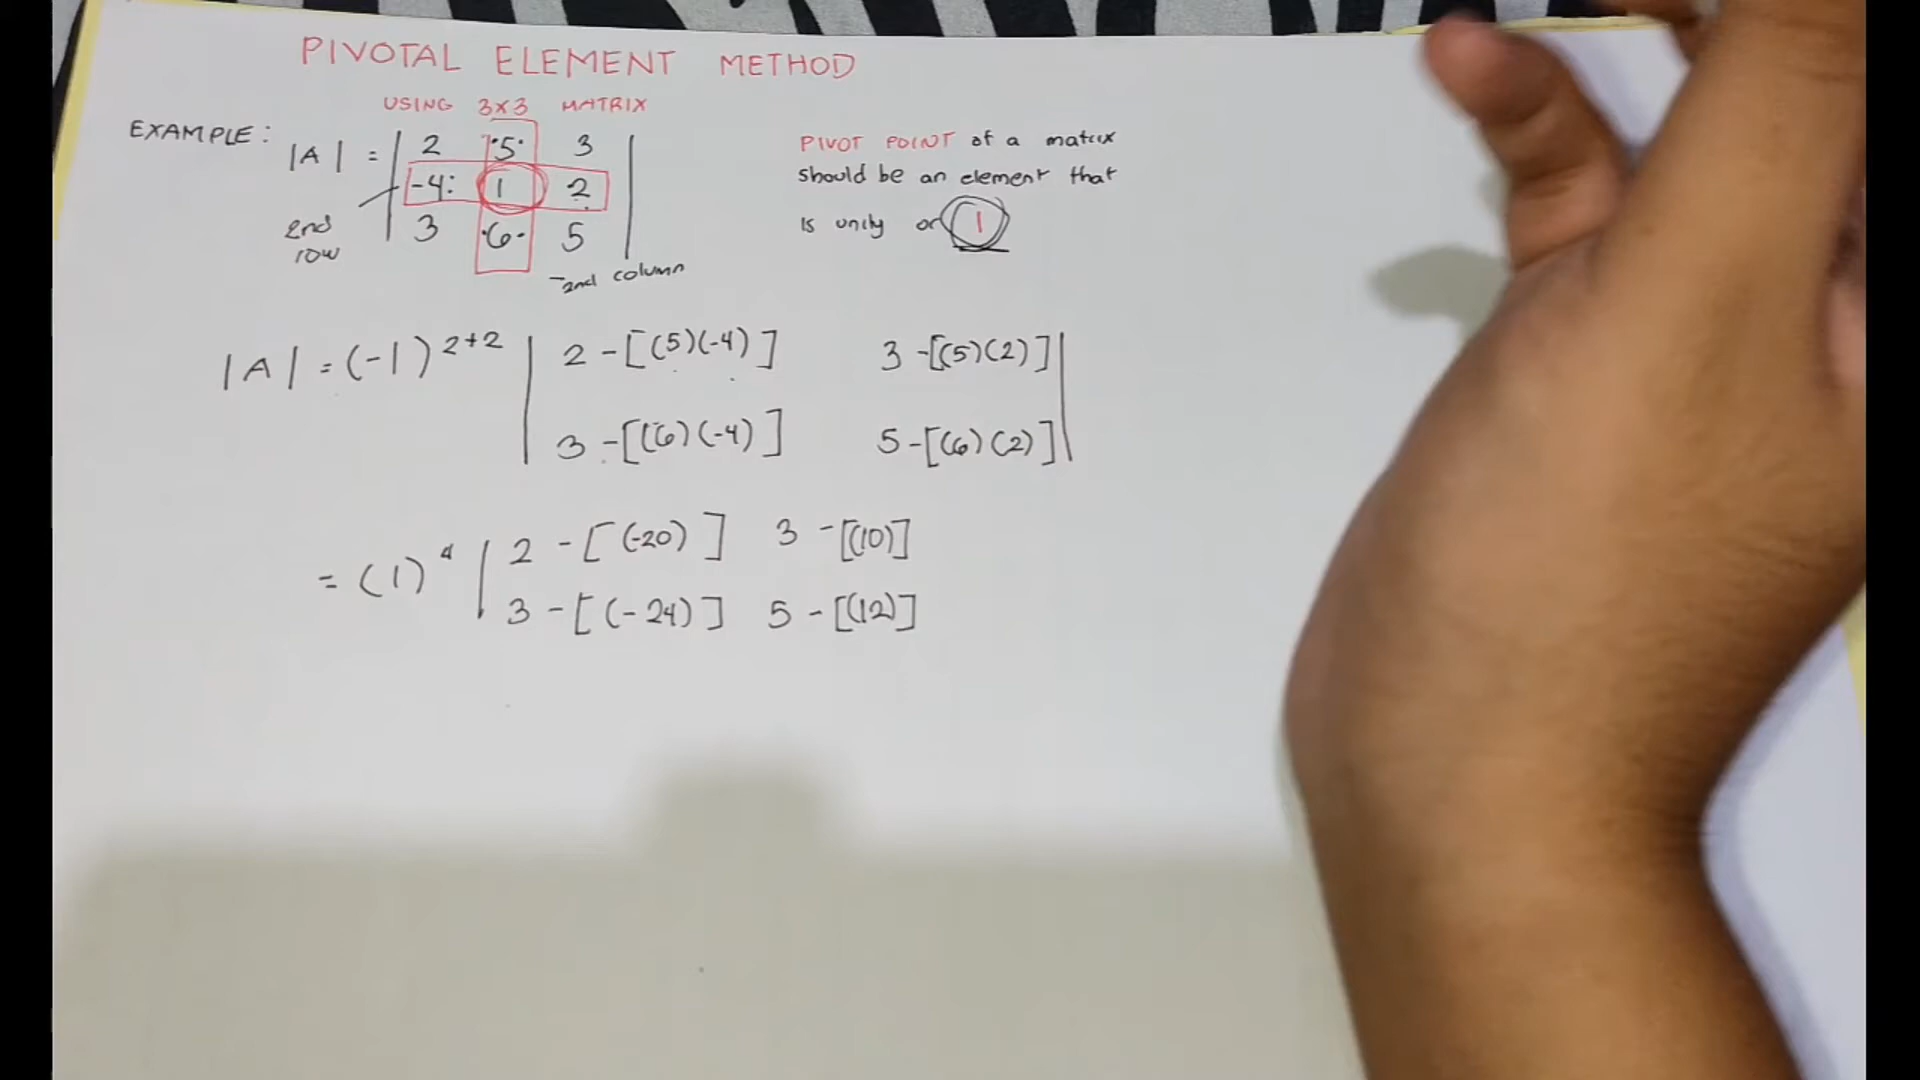 PIVOTAL ELEMENT METHOD
USING 3×3 MATRIX
EXAMPLE: |A| = | 2 5 3 |
-4 1 2
3 6 5
2nd row
2nd column
PIVOT POINT of a matrix
should be an element that
is unity or 1
|A| = (-1)^2+2 | 2 -[(5)(-4)] 3 -[(5)(2)] |
3 -[(6)(-4)] 5 -[(6)(2)]
= (1)^4 | 2 -[(-20)] 3 -[(10)]
3 -[(-24)] 5 -[(12)]